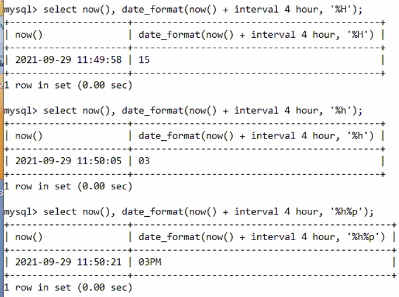 mysql> select now(), date_format(now() + interval 4 hour, '%H');
+---------------------+--------------------------------------------+
| now()               | date_format(now() + interval 4 hour, '%H') |
+---------------------+--------------------------------------------+
| 2021-09-29 11:49:58 | 15                                         |
+---------------------+--------------------------------------------+
1 row in set (0.00 sec)
mysql> select now(), date_format(now() + interval 4 hour, '%h');
+---------------------+--------------------------------------------+
| now()               | date_format(now() + interval 4 hour, '%h') |
+---------------------+--------------------------------------------+
| 2021-09-29 11:50:05 | 03                                         |
+---------------------+--------------------------------------------+
1 row in set (0.00 sec)
mysql> select now(), date_format(now() + interval 4 hour, '%h%p');
+---------------------+----------------------------------------------+
| now()               | date_format(now() + interval 4 hour, '%h%p') |
+---------------------+----------------------------------------------+
| 2021-09-29 11:50:21 | 03PM                                         |
+---------------------+----------------------------------------------+
1 row in set (0.00 sec)